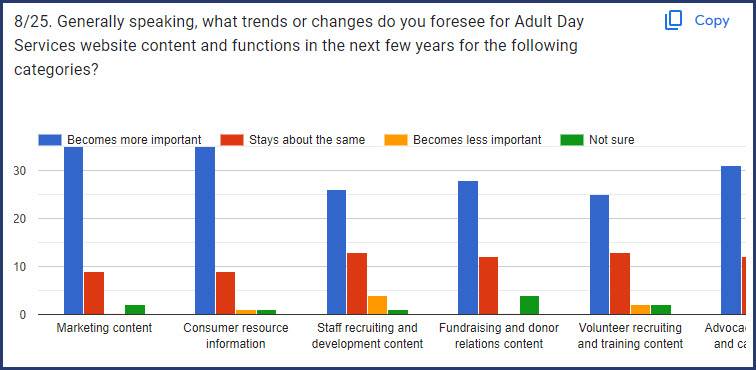 8/25. Generally speaking, what trends or changes do you foresee for Adult Day
Services website content and functions in the next few years for the following
categories?
Copy
Becomes more important Stays about the same Becomes less important Not sure
30
20
10
0
Marketing content
Consumer resource
information
Staff recruiting and
development content
Fundraising and donor
relations content
Volunteer recruiting
and training content
and